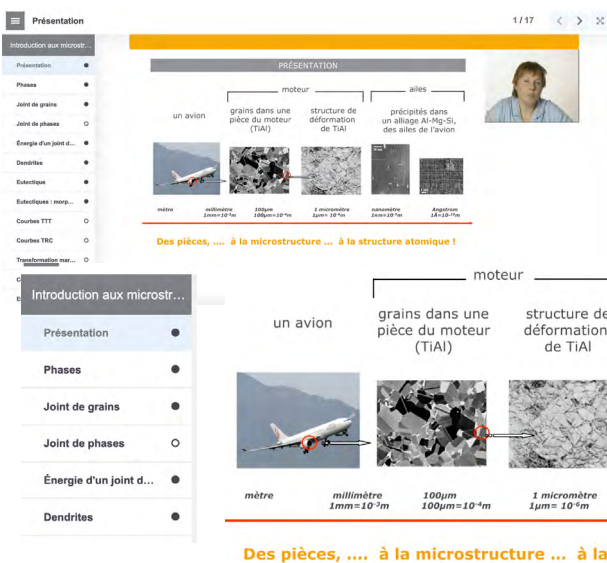 Présentation
1 / 17
Introduction aux microstr...
Présentation
Phases
Joint de grains
Joint de phases
Énergie d'un joint d...
Dendrites
Eutectique
Eutectiques : morp...
Courbes TTT
Courbes TRC
Transformation mar...
C
E
PRÉSENTATION
moteur
ailes
un avion
grains dans une
pièce du moteur
(TiAl)
structure de
déformation
de TiAl
précipités dans
un alliage Al-Mg-Si,
des ailes de l'avion
mètre
millimètre
1mm=10⁻³m
100µm
100µm=10⁻⁴m
1 micromètre
1µm= 10⁻⁶m
nanomètre
1nm=10⁻⁹m
Angstrom
1Å=10⁻¹⁰m
Des pièces, .... à la microstructure ... à la structure atomique !
Introduction aux microstr...
Présentation
Phases
Joint de grains
Joint de phases
Énergie d'un joint d...
Dendrites
moteur
un avion
grains dans une
pièce du moteur
(TiAl)
structure de
déformation
de TiAl
mètre
millimètre
1mm=10⁻³m
100µm
100µm=10⁻⁴m
1 micromètre
1µm= 10⁻⁶m
Des pièces, .... à la microstructure ... à la